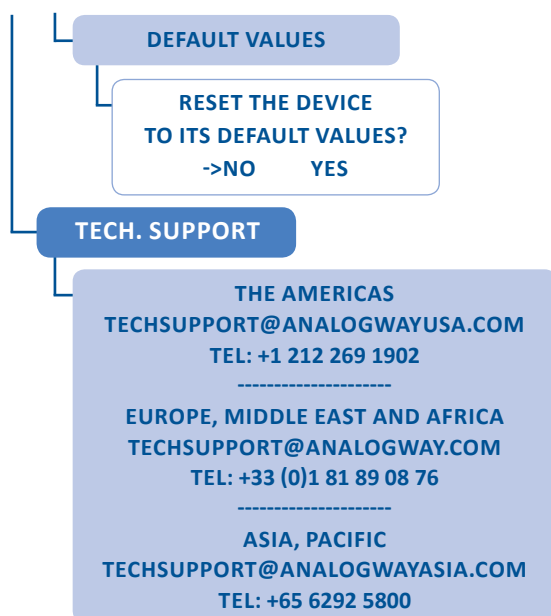 DEFAULT VALUES
RESET THE DEVICE
TO ITS DEFAULT VALUES?
->NO YES
TECH. SUPPORT
THE AMERICAS
TECHSUPPORT@ANALOGWAYUSA.COM
TEL: +1 212 269 1902
---------------------
EUROPE, MIDDLE EAST AND AFRICA
TECHSUPPORT@ANALOGWAY.COM
TEL: +33 (0)1 81 89 08 76
---------------------
ASIA, PACIFIC
TECHSUPPORT@ANALOGWAYASIA.COM
TEL: +65 6292 5800